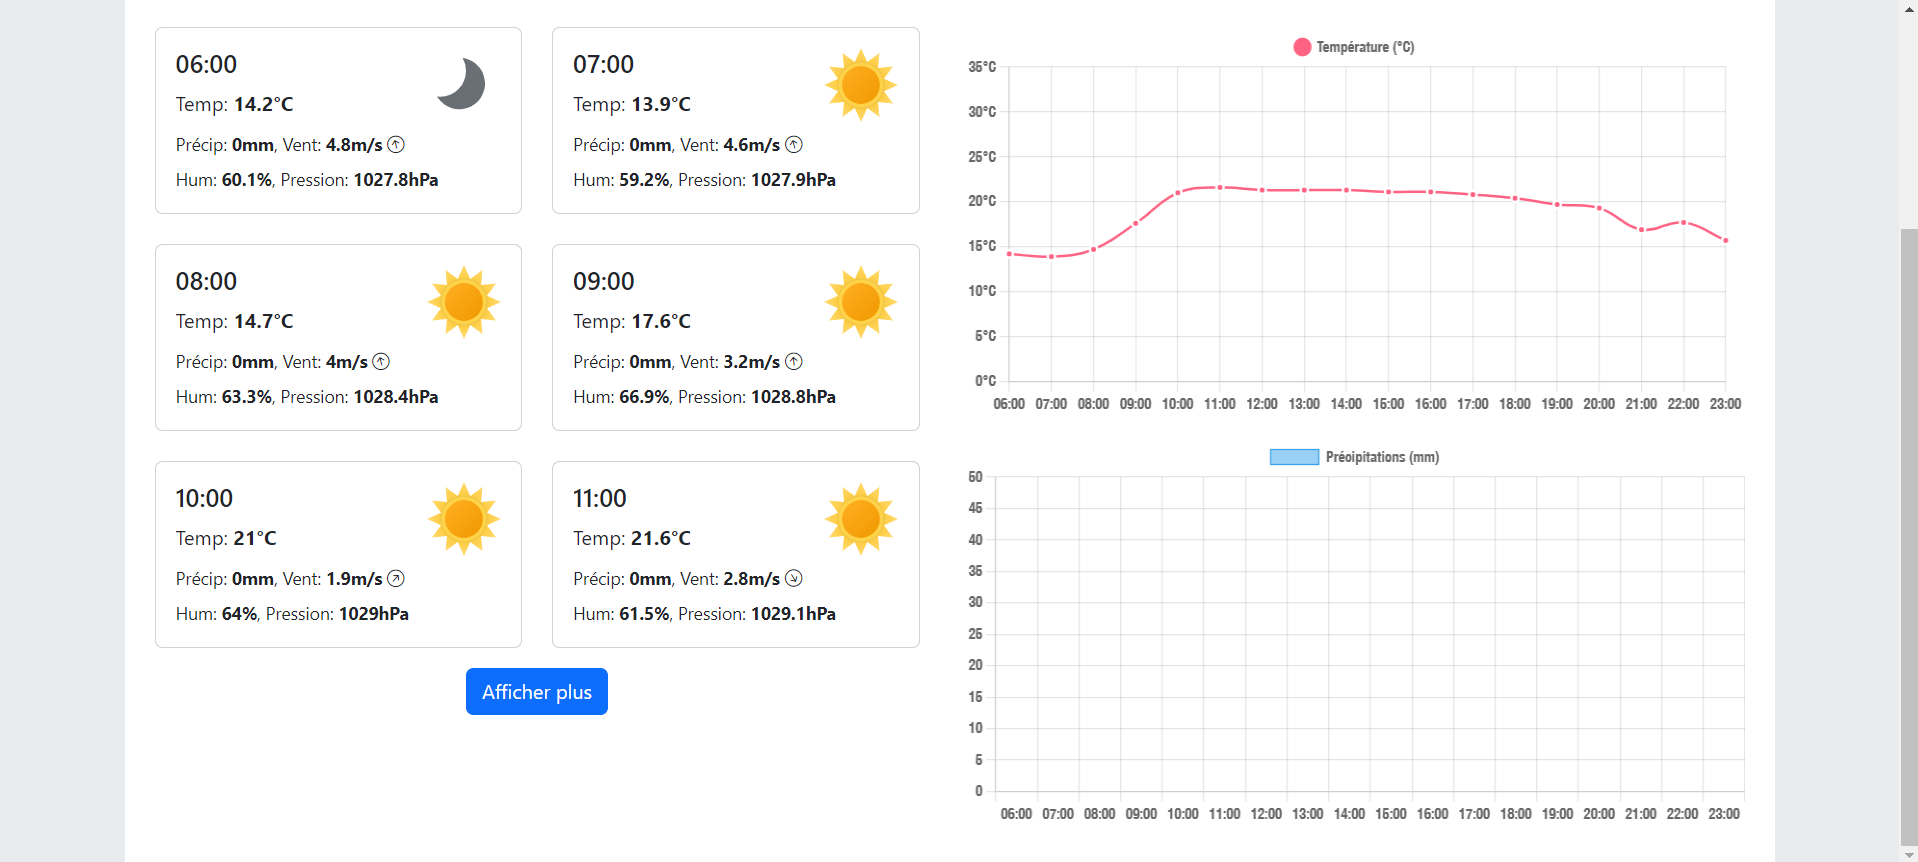 06:00
Temp: 14.2°C
Précip: 0mm, Vent: 4.8m/s
Hum: 60.1%, Pression: 1027.8hPa
07:00
Temp: 13.9°C
Précip: 0mm, Vent: 4.6m/s
Hum: 59.2%, Pression: 1027.9hPa
08:00
Temp: 14.7°C
Précip: 0mm, Vent: 4m/s
Hum: 63.3%, Pression: 1028.4hPa
09:00
Temp: 17.6°C
Précip: 0mm, Vent: 3.2m/s
Hum: 66.9%, Pression: 1028.8hPa
10:00
Temp: 21°C
Précip: 0mm, Vent: 1.9m/s
Hum: 64%, Pression: 1029hPa
11:00
Temp: 21.6°C
Précip: 0mm, Vent: 2.8m/s
Hum: 61.5%, Pression: 1029.1hPa
Afficher plus
Température (°C)
35°C
30°C
25°C
20°C
15°C
10°C
5°C
0°C
06:00 07:00 08:00 09:00 10:00 11:00 12:00 13:00 14:00 15:00 16:00 17:00 18:00 19:00 20:00 21:00 22:00 23:00
Précipitations (mm)
50
45
40
35
30
25
20
15
10
5
0
06:00 07:00 08:00 09:00 10:00 11:00 12:00 13:00 14:00 15:00 16:00 17:00 18:00 19:00 20:00 21:00 22:00 23:00